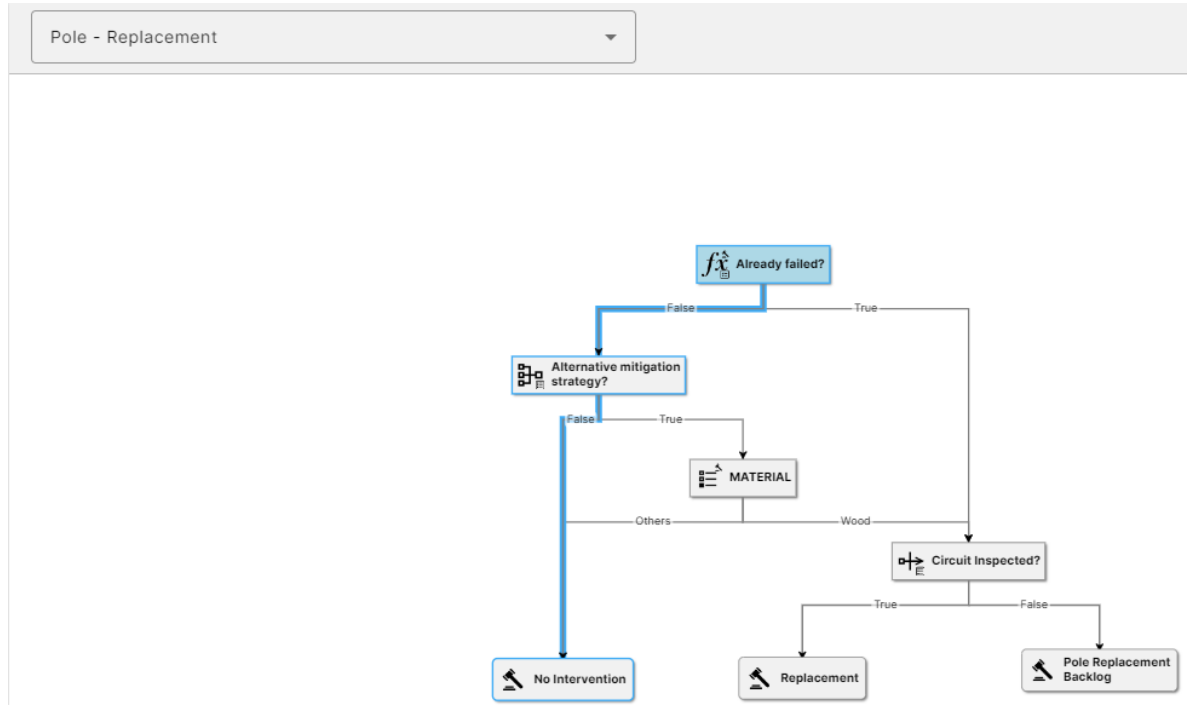 Pole - Replacement
Already failed?
False
True
Alternative mitigation
strategy?
False
True
MATERIAL
Others
Wood
Circuit Inspected?
True
False
No Intervention
Replacement
Pole Replacement
Backlog